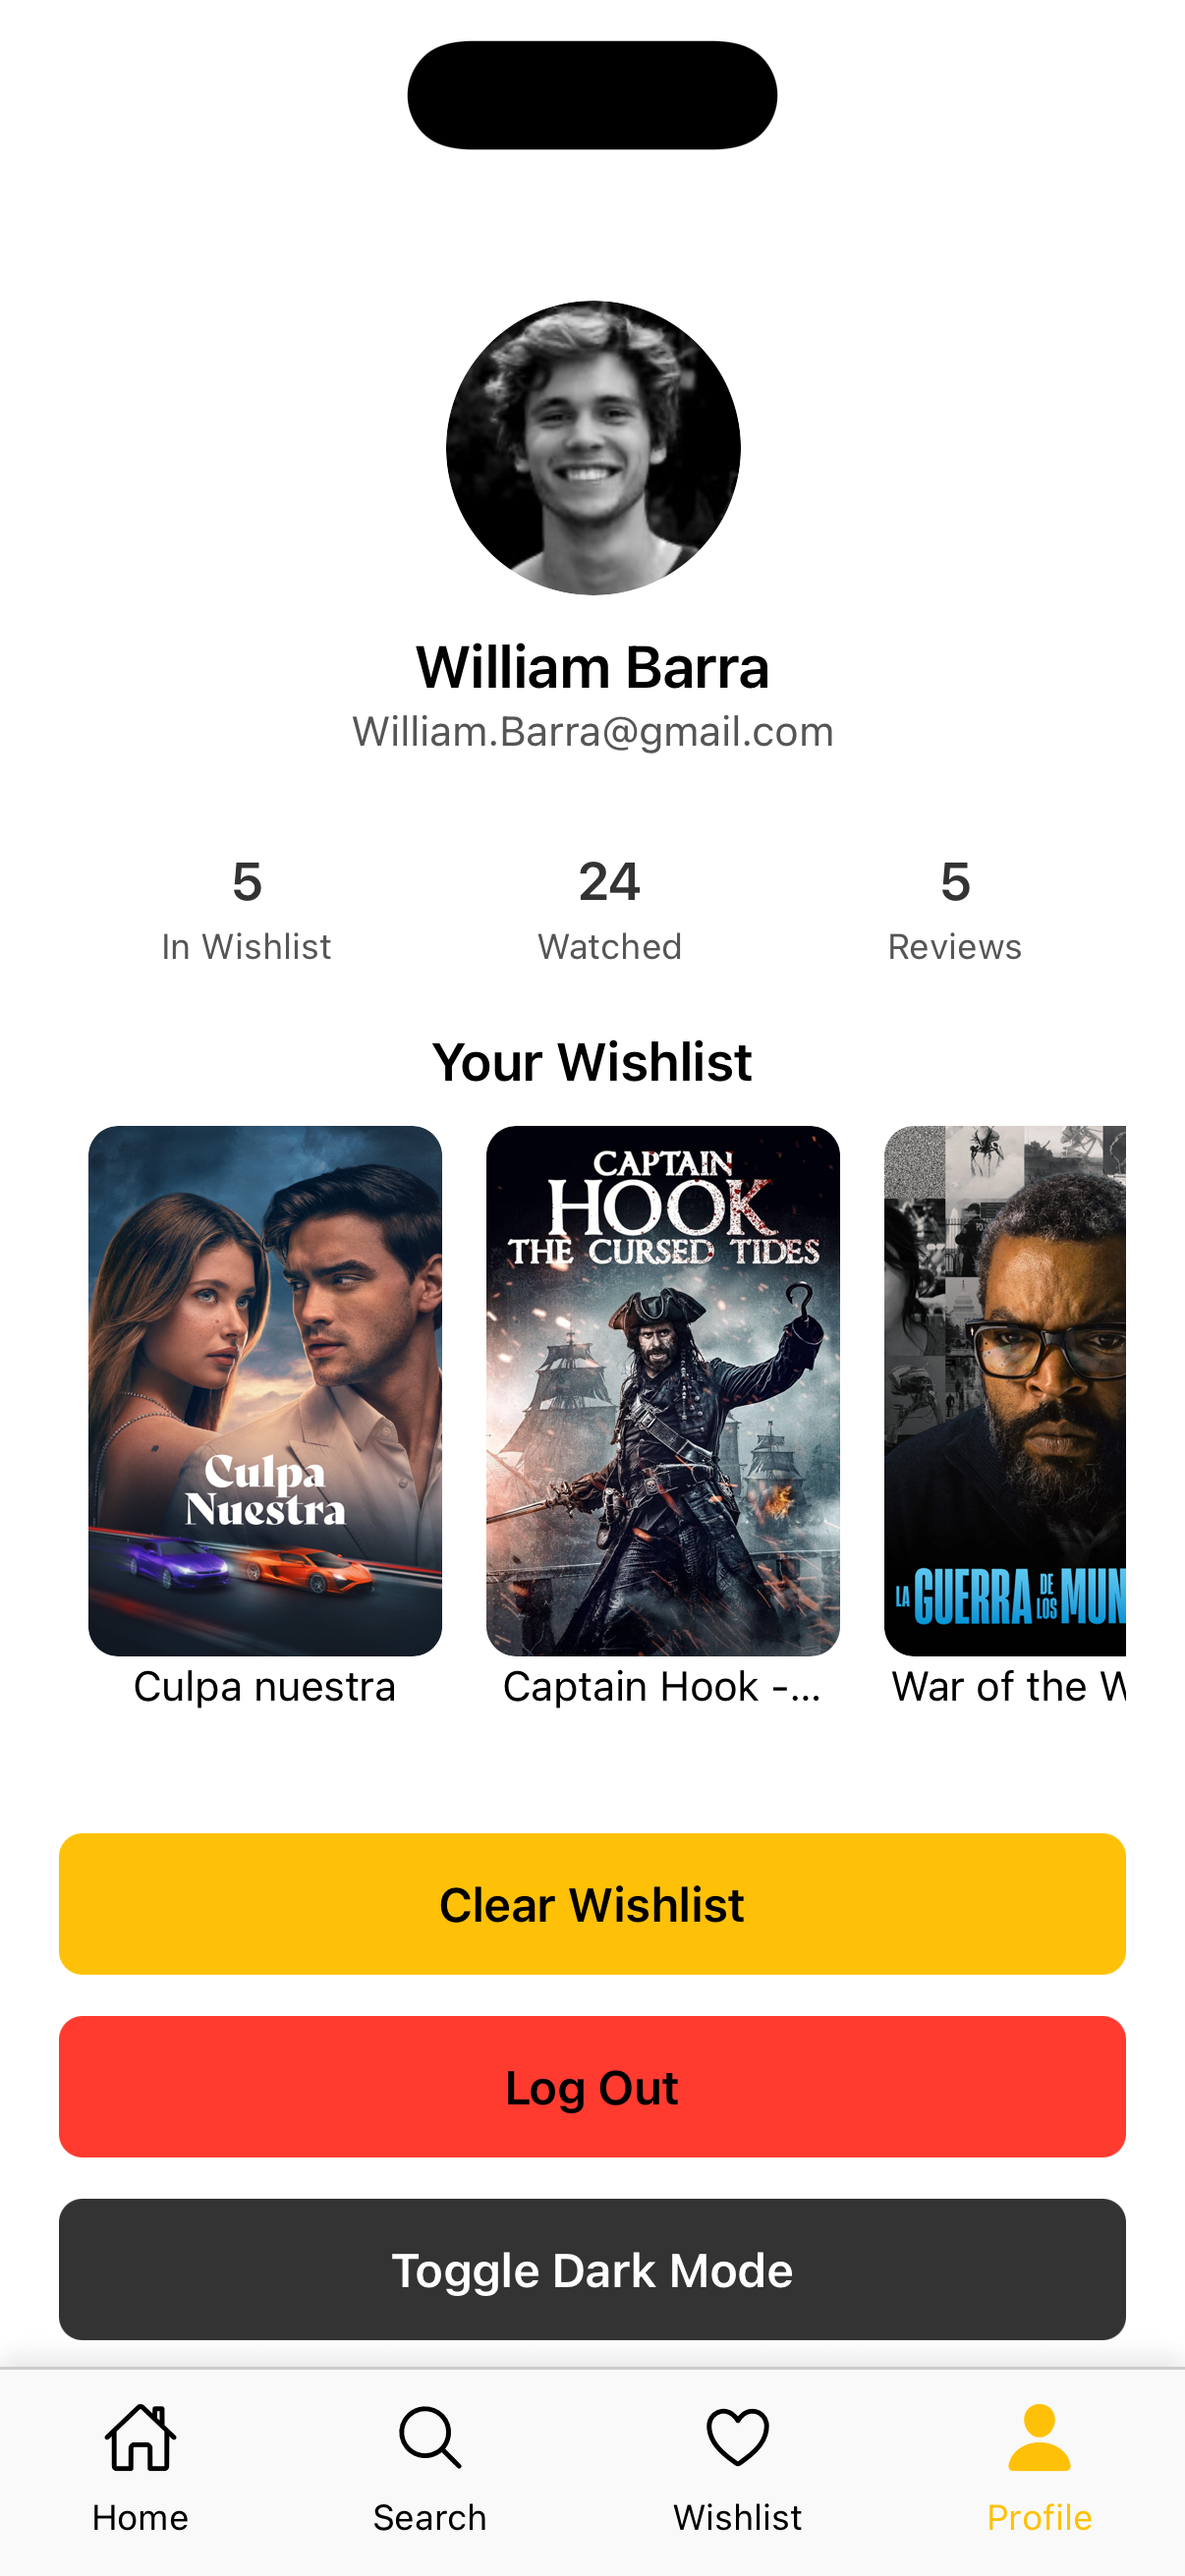 William Barra
William.Barra@gmail.com
5
24
5
In Wishlist
Watched
Reviews
Your Wishlist
Culpa
Nuestra
CAPTAIN
HOOK
THE CURSED TIDES
LA GUERRA DE LOS MUN
Culpa nuestra
Captain Hook -...
War of the W
Clear Wishlist
Log Out
Toggle Dark Mode
Home
Search
Wishlist
Profile